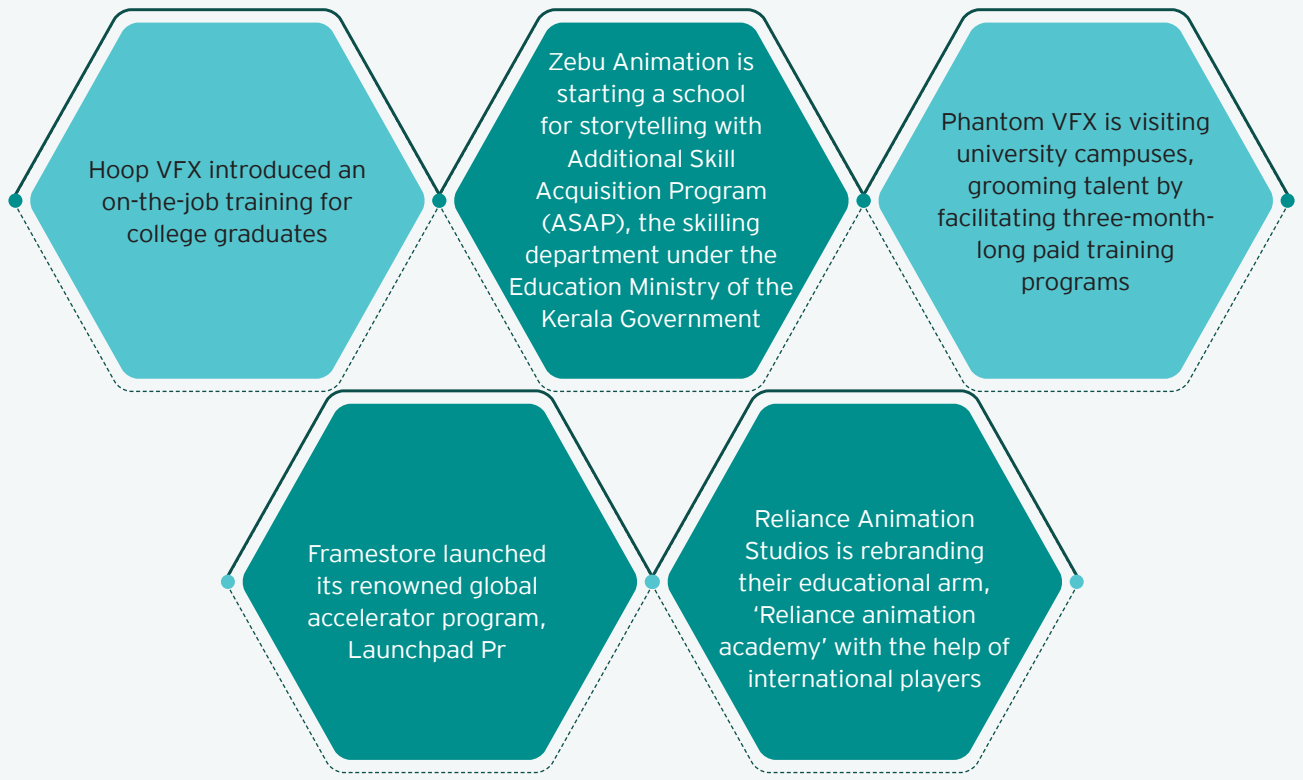 Hoop VFX introduced an
on-the-job training for
college graduates
Zebu Animation is
starting a school
for storytelling with
Additional Skill
Acquisition Program
(ASAP), the skilling
department under the
Education Ministry of the
Kerala Government
Phantom VFX is visiting
university campuses,
grooming talent by
facilitating three-month-
long paid training
programs
Framestore launched
its renowned global
accelerator program,
Launchpad Pr
Reliance Animation
Studios is rebranding
their educational arm,
‘Reliance animation
academy’ with the help of
international players